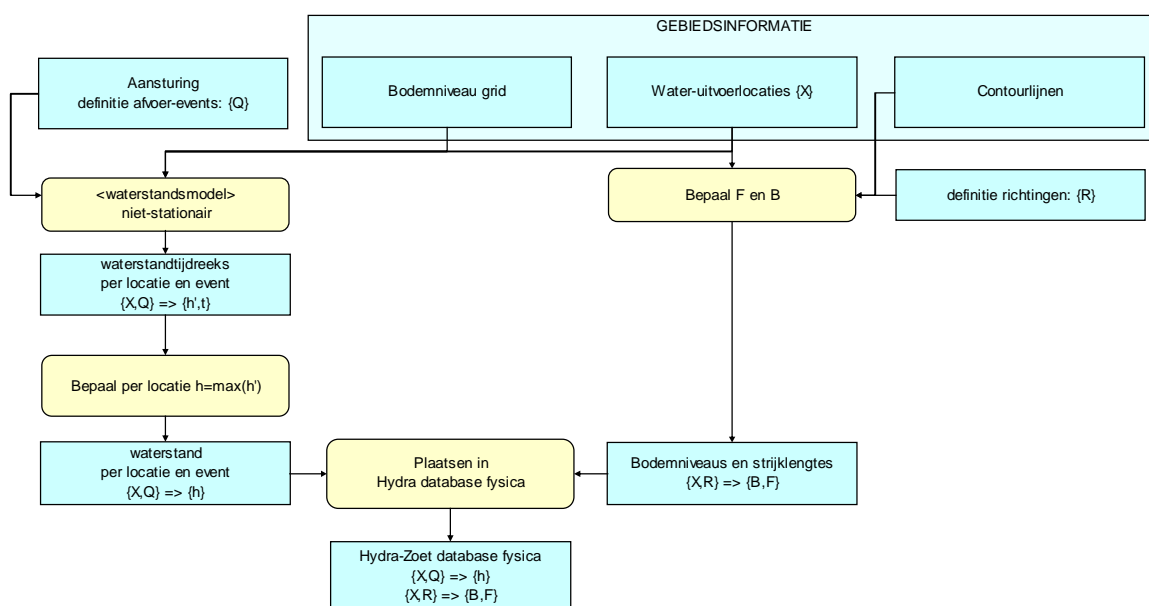 GEBIEDSINFORMATIE
Aansturing
definitie afvoer-events: {Q}
Bodemniveau grid
Water-uitvoerlocaties {X}
Contourlijnen
<waterstandsmodel>
niet-stationair
Bepaal F en B
definitie richtingen: {R}
waterstandtijdreeks
per locatie en event
{X,Q} => {h',t}
Bepaal per locatie h=max(h')
waterstand
per locatie en event
{X,Q} => {h}
Plaatsen in
Hydra database fysica
Bodemniveaus en strijklengtes
{X,R} => {B,F}
Hydra-Zoet database fysica
{X,Q} => {h}
{X,R} => {B,F}